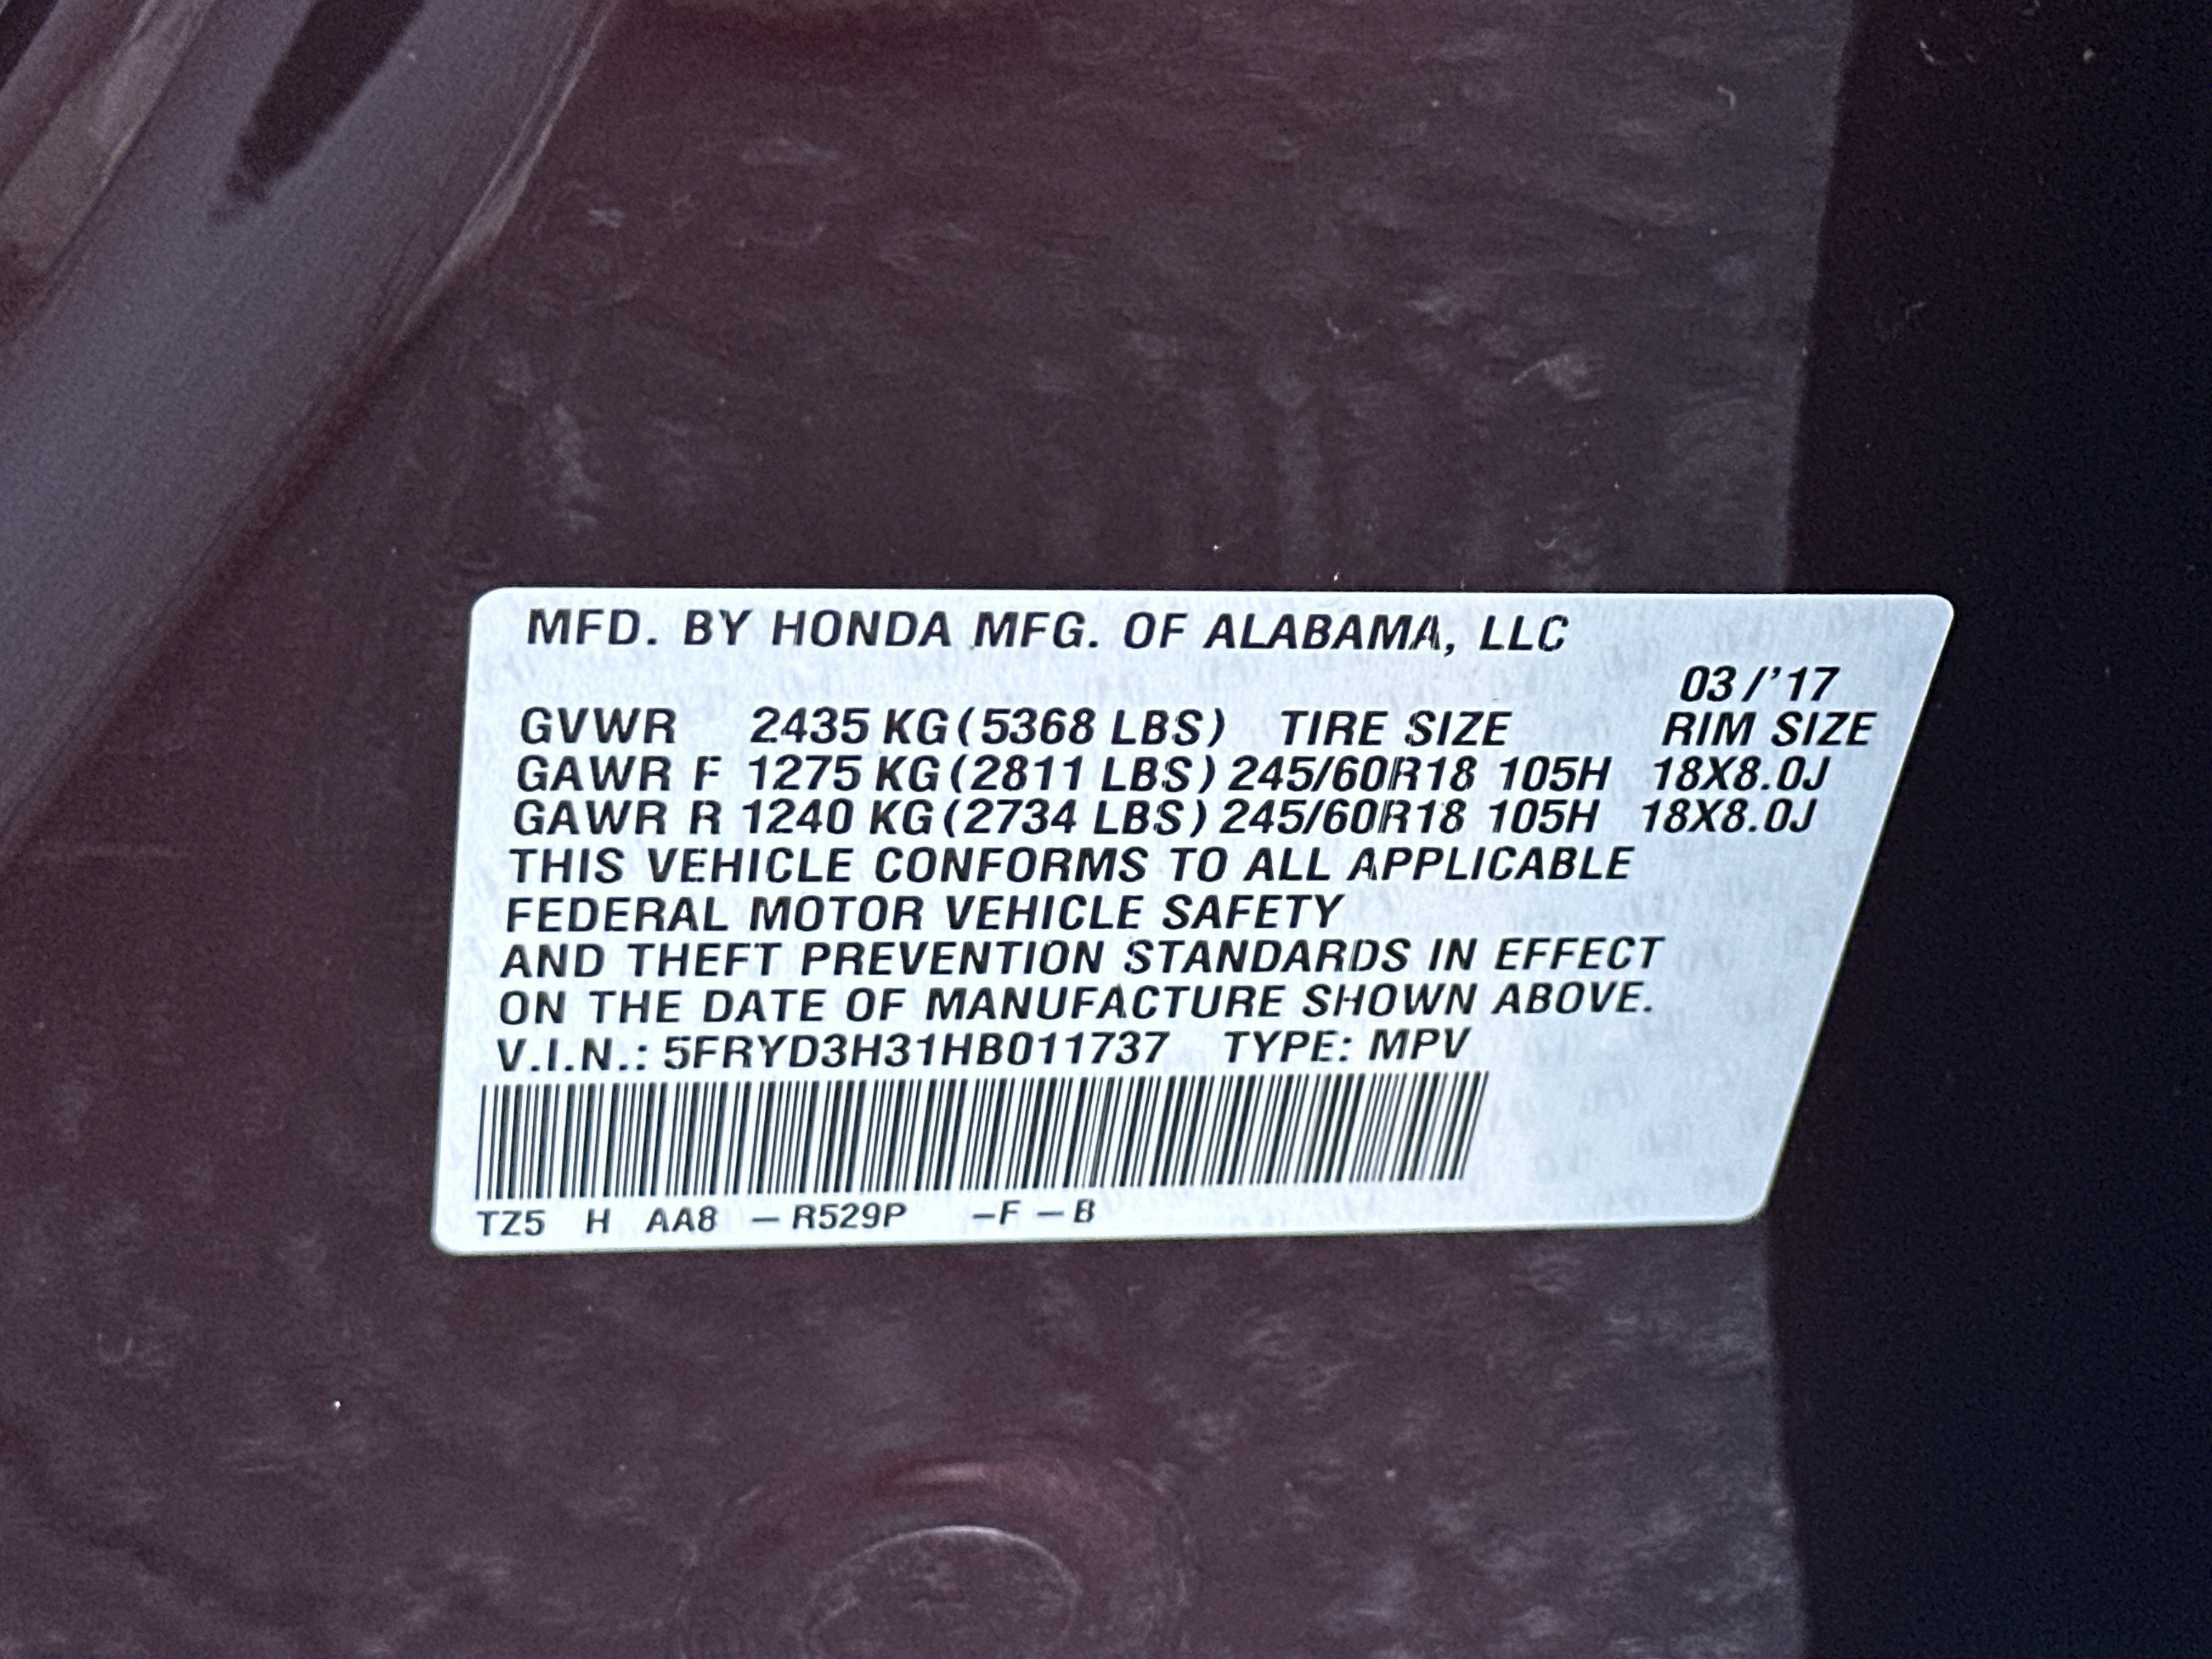 MFD. BY HONDA MFG. OF ALABAMA, LLC
03/'17
GVWR 2435 KG(5368 LBS) TIRE SIZE RIM SIZE
GAWR F 1275 KG(2811 LBS) 245/60R18 105H 18X8.0J
GAWR R 1240 KG(2734 LBS) 245/60R18 105H 18X8.0J
THIS VEHICLE CONFORMS TO ALL APPLICABLE
FEDERAL MOTOR VEHICLE SAFETY
AND THEFT PREVENTION STANDARDS IN EFFECT
ON THE DATE OF MANUFACTURE SHOWN ABOVE.
V.I.N.: 5FRYD3H31HB011737 TYPE: MPV
TZ5 H AA8 – R529P –F – B